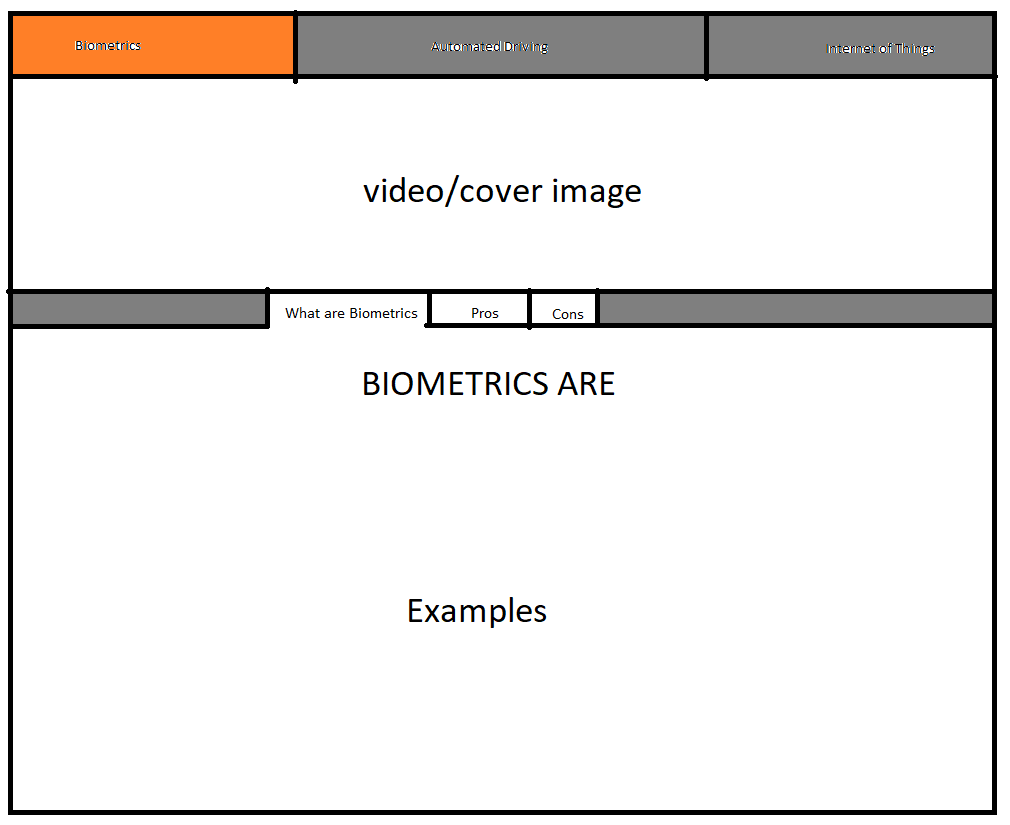 Biometrics
Automated Driving
Internet of Things
video/cover image
What are Biometrics
Pros
Cons
BIOMETRICS ARE
Examples